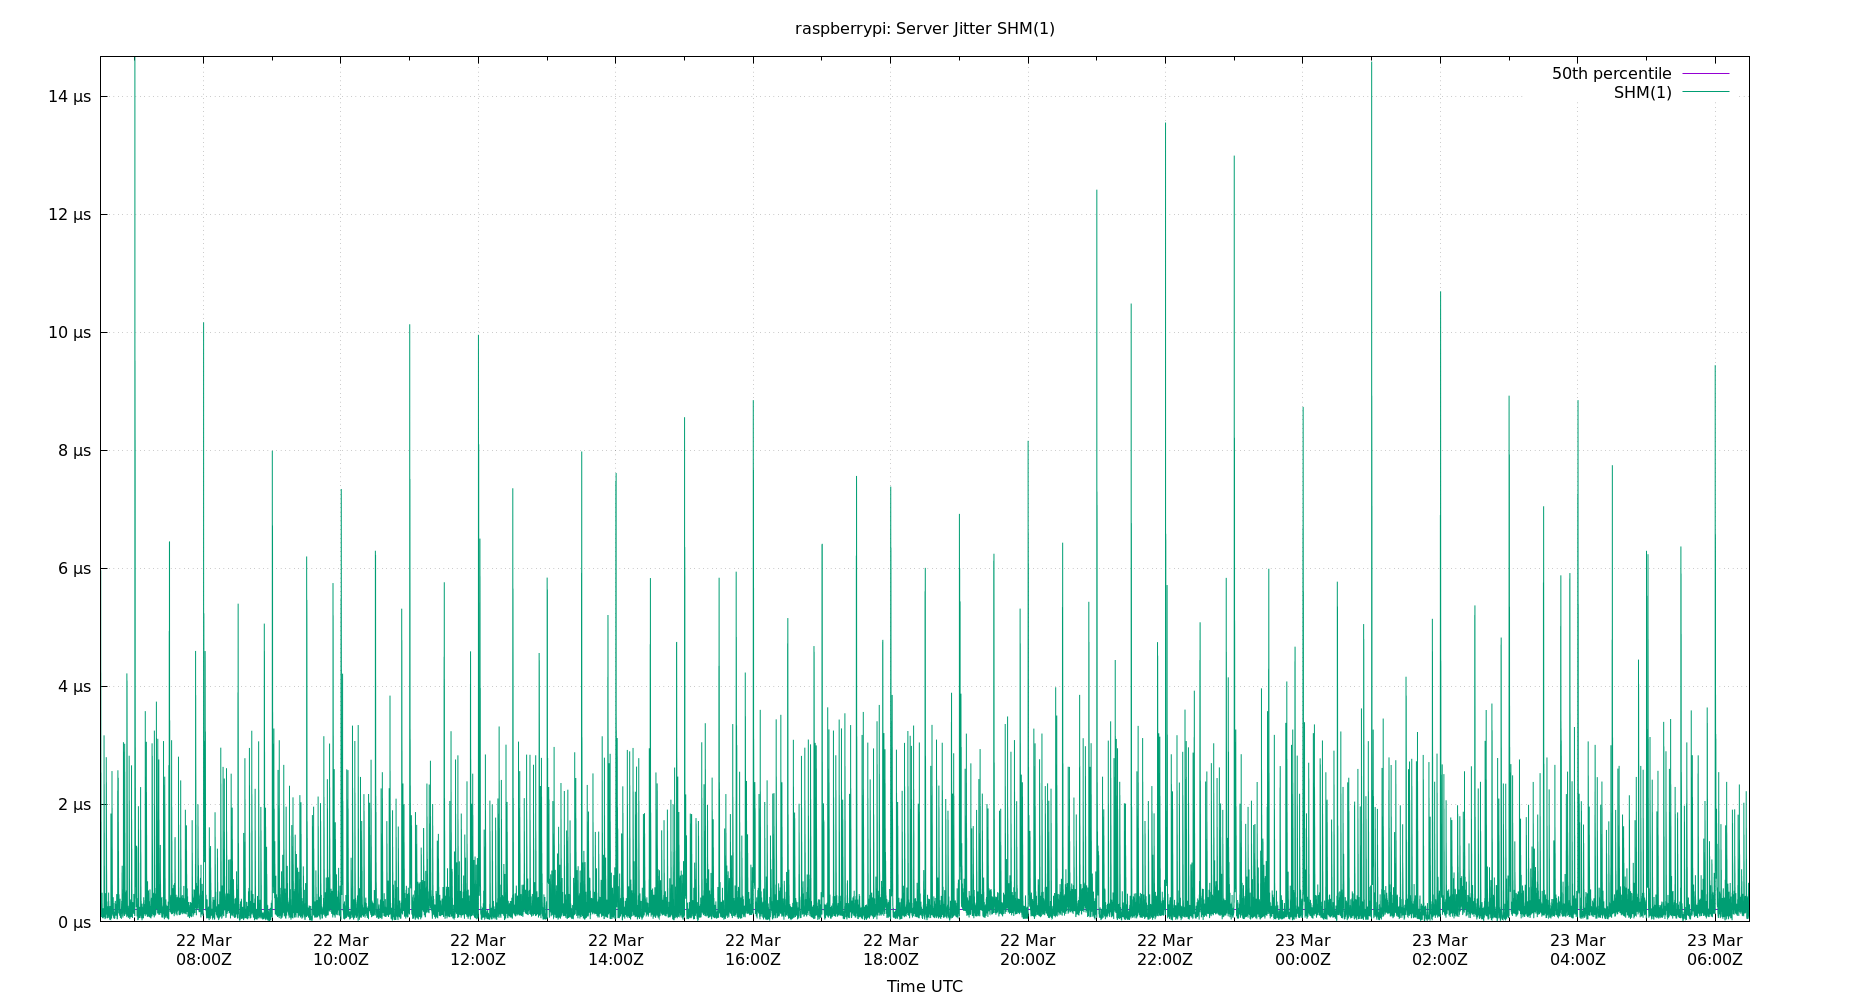 raspberrypi: Server Jitter SHM(1)
50th percentile
SHM(1)
14 µs
12 µs
10 µs
8 µs
6 µs
4 µs
2 µs
0 µs
22 Mar 22 Mar 22 Mar 22 Mar 22 Mar 22 Mar 22 Mar 22 Mar 23 Mar 23 Mar 23 Mar 23 Mar
08:00Z 10:00Z 12:00Z 14:00Z 16:00Z 18:00Z 20:00Z 22:00Z 00:00Z 02:00Z 04:00Z 06:00Z
Time UTC